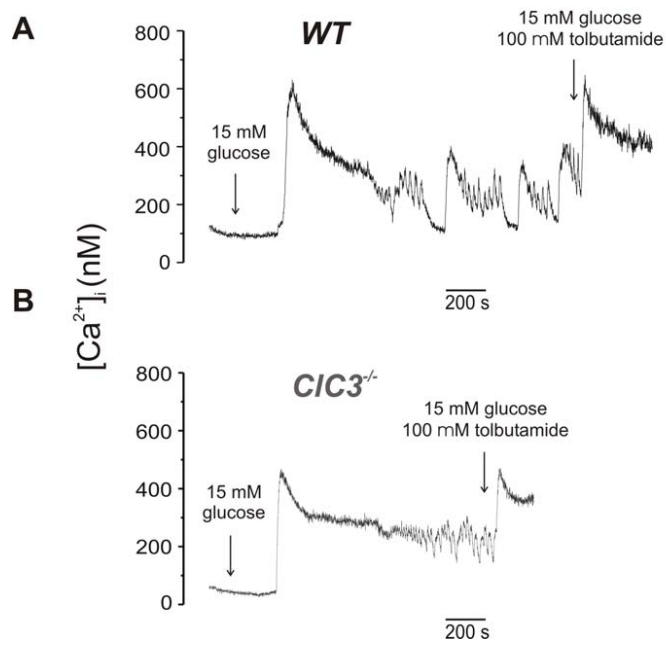 A
WT
15 mM glucose
100 mM tolbutamide
15 mM
glucose
800
600
400
200
0
200 s
[Ca²⁺]ᵢ (nM)
B
ClC3⁻/⁻
15 mM glucose
100 mM tolbutamide
15 mM
glucose
800
600
400
200
0
200 s